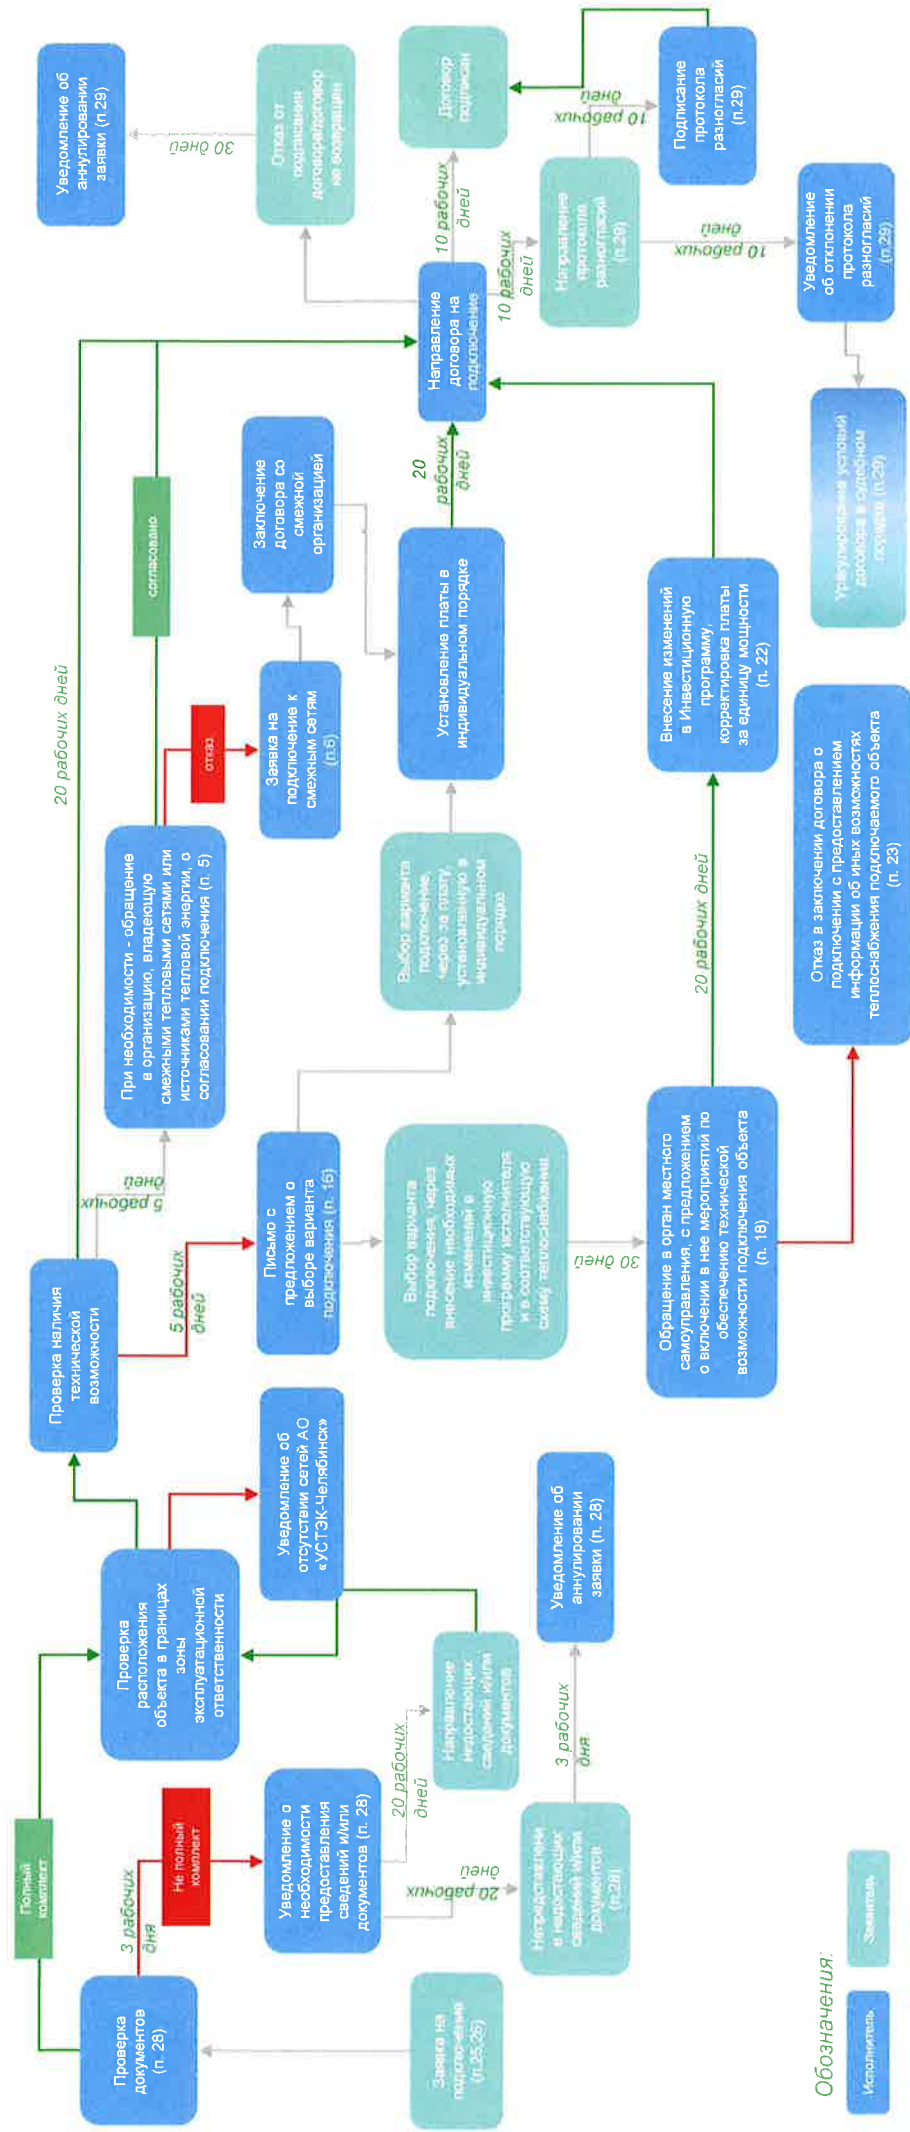 Полный
комплект
Проверка
документов
(п. 28)
3 рабочих
дня
Не полный
комплект
Заявка на
подключение
(п.25,26)
Уведомление о
необходимости
предоставления
сведений и/или
документов (п. 28)
20 рабочих
дней
20 рабочих
дней
Направление
недостающих
сведений и/или
документов
Непредставлени
е недостающих
сведений и/или
документов
(п.28)
3 рабочих
дня
Уведомление об
аннулировании
заявки (п. 28)
Проверка
расположения
объекта в границах
зоны
эксплуатационной
ответственности
Уведомление об
отсутствии сетей АО
«УСТЭК-Челябинск»
Проверка наличия
технической
возможности
5 рабочих
дней
5 рабочих
дней
20 рабочих дней
При необходимости - обращение
в организацию, владеющую
смежными тепловыми сетями или
источниками тепловой энергии, о
согласовании подключения (п. 5)
согласовано
отказ
Заявка на
подключение к
смежным сетям
(п.6)
Заключение
договора со
смежной
организацией
Письмо с
предложением о
выборе варианта
подключения (п. 16)
Выбор варианта
подключение
через за плату,
установленную в
индивидуальном
порядке
Установление платы в
индивидуальном порядке
20
рабочих
дней
Выбор варианта
подключения, через
внесение необходимых
изменений в
инвестиционную
программу исполнителя
и в соответствующую
схему теплоснабжения.
30 дней
Обращение в орган местного
самоуправления, с предложением
о включении в нее мероприятий по
обеспечению технической
возможности подключения объекта
(п. 18)
20 рабочих дней
Внесение изменений
в Инвестиционную
программу,
корректировка платы
за единицу мощности
(п. 22)
Отказ в заключении договора о
подключении с предоставлением
информации об иных возможностях
теплоснабжения подключаемого объекта
(п. 23)
Направление
договора на
подключение
Отказ от
подписания
договора/договор
не возвращен
30 дней
Уведомление об
аннулировании
заявки (п.29)
10 рабочих
дней
Договор
подписан
10 рабочих
дней
Направление
протокола
разногласий
(п.29)
10 рабочих
дней
Подписание
протокола
разногласий
(п.29)
10 рабочих
дней
Уведомление
об отклонении
протокола
разногласий
(п.29)
Урегулирование условий
договора в судебном
порядке (п.29)
Обозначения:
Исполнитель
Заявитель